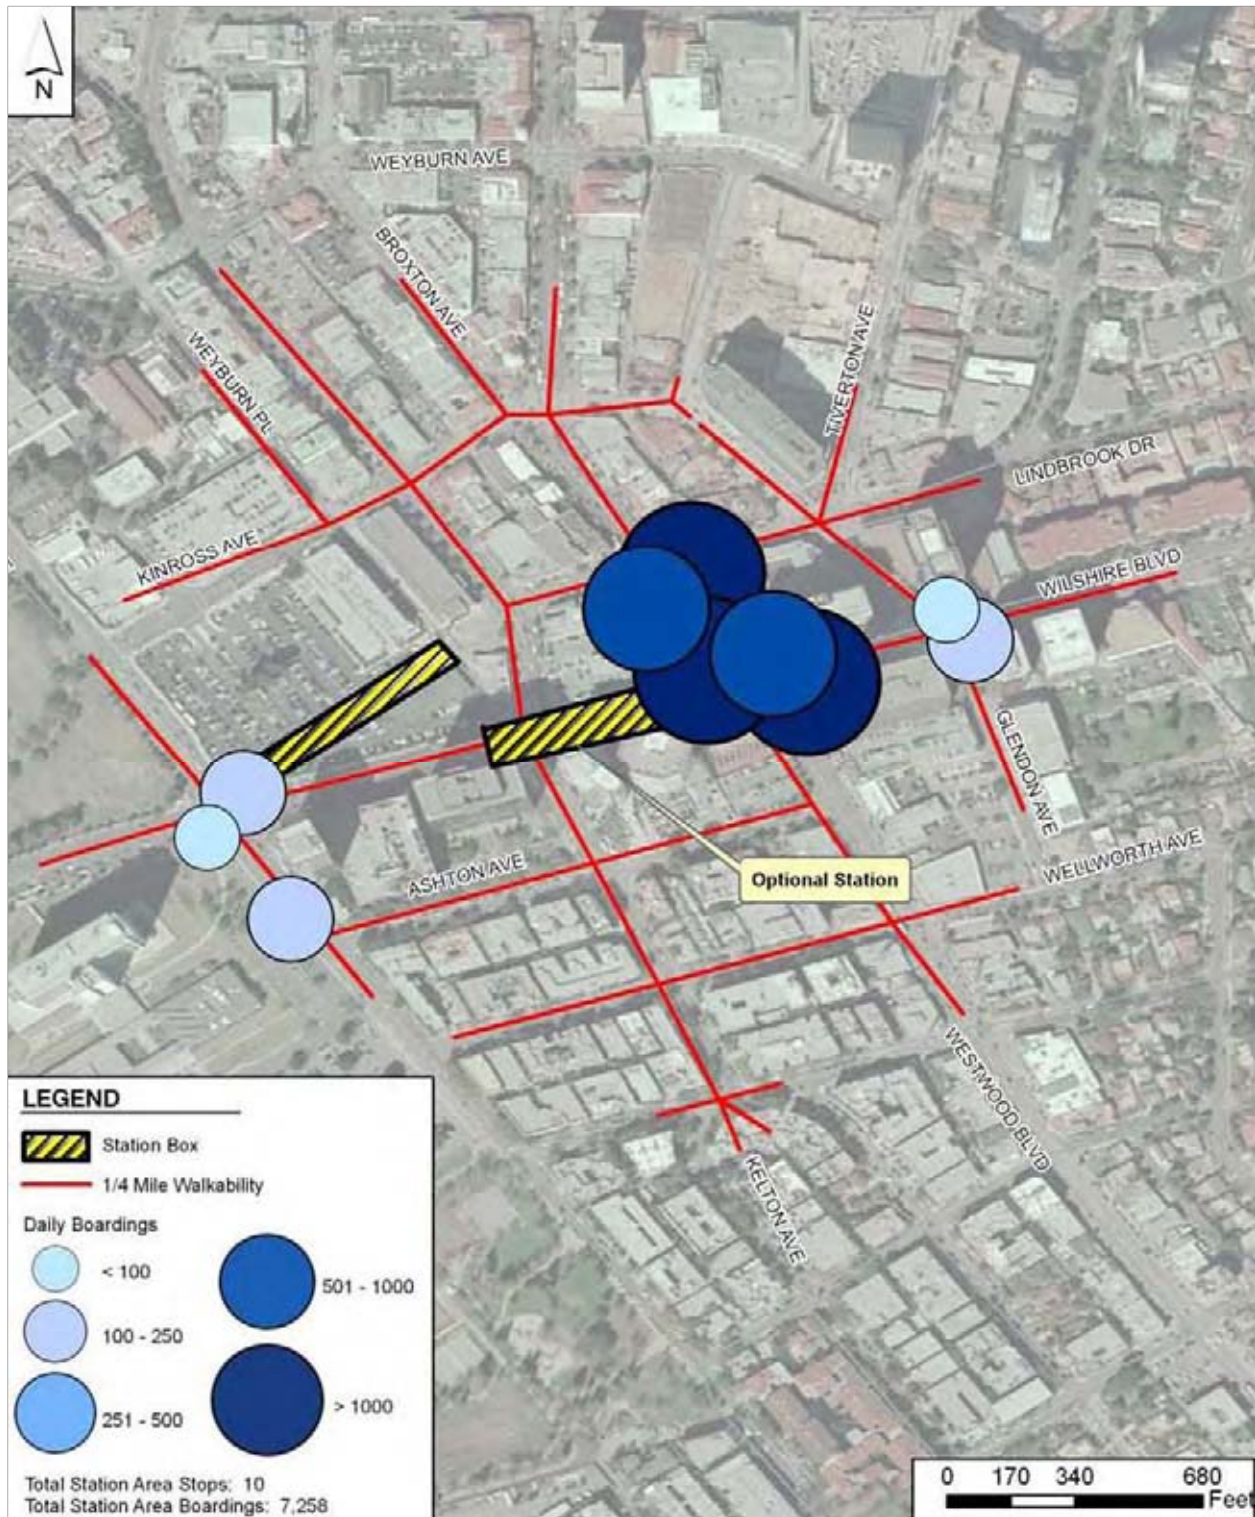 N
WEYBURN AVE
BROXTON AVE
WEYBURN PL
TIVERTON AVE
LINDBROOK DR
KINROSS AVE
WILSHIRE BLVD
GLENDON AVE
ASHTON AVE
Optional Station
WELLWORTH AVE
WESTWOOD BLVD
KELTON AVE
LEGEND
Station Box
1/4 Mile Walkability
Daily Boardings
< 100
100 - 250
251 - 500
501 - 1000
> 1000
Total Station Area Stops: 10
Total Station Area Boardings: 7,258
0 170 340 680
Feet